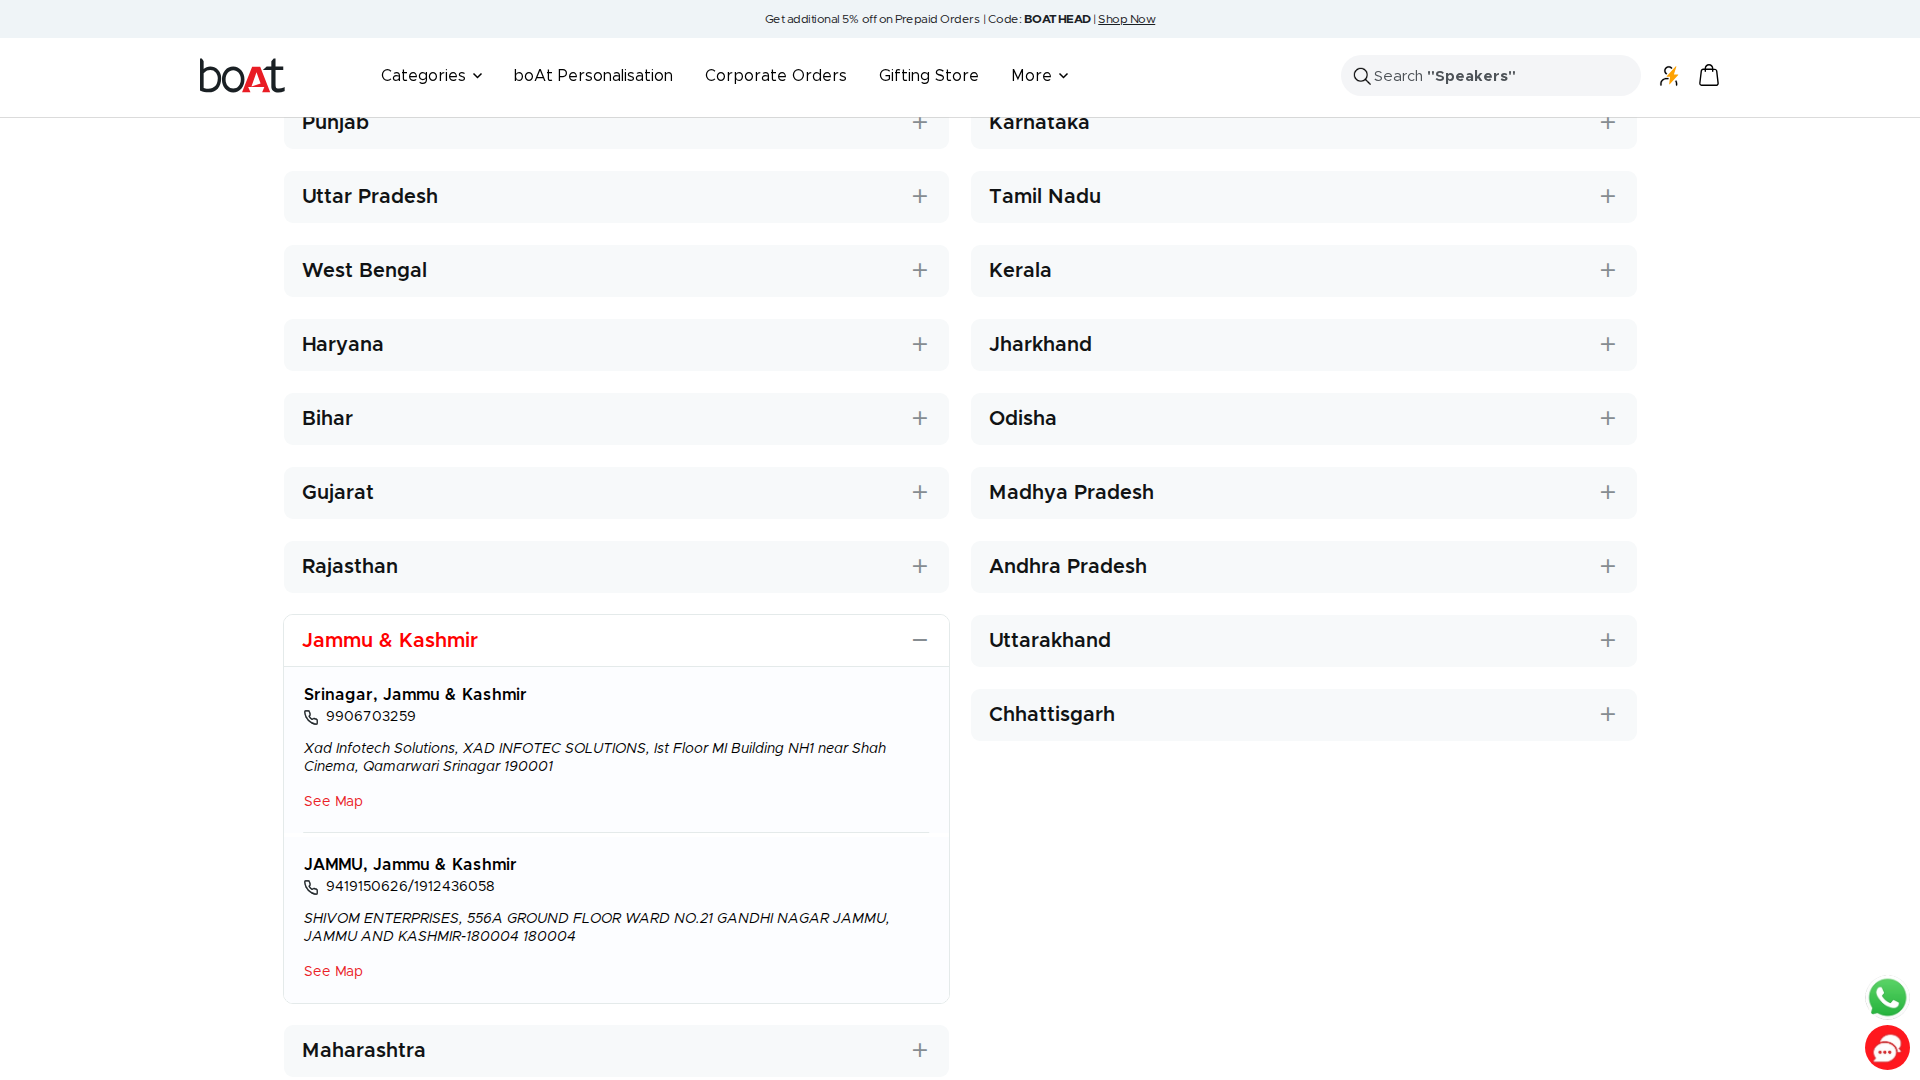 Get additional 5% off on Prepaid Orders | Code: BOATHEAD | Shop Now
boAt
Categories
boAt Personalisation
Corporate Orders
Gifting Store
More
Search "Speakers"
Punjab
Karnataka
Uttar Pradesh
Tamil Nadu
West Bengal
Kerala
Haryana
Jharkhand
Bihar
Odisha
Gujarat
Madhya Pradesh
Rajasthan
Andhra Pradesh
Jammu & Kashmir
Uttarakhand
Srinagar, Jammu & Kashmir
9906703259
Xad Infotech Solutions, XAD INFOTEC SOLUTIONS, Ist Floor MI Building NH1 near Shah
Cinema, Qamarwari Srinagar 190001
See Map
JAMMU, Jammu & Kashmir
9419150626/1912436058
SHIVOM ENTERPRISES, 556A GROUND FLOOR WARD NO.21 GANDHI NAGAR JAMMU,
JAMMU AND KASHMIR-180004 180004
See Map
Chhattisgarh
Maharashtra